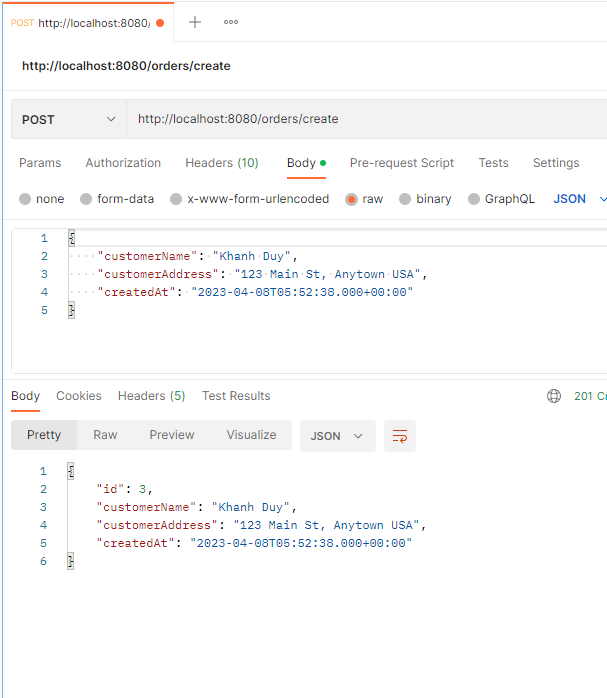 POST http://localhost:8080/
http://localhost:8080/orders/create
POST http://localhost:8080/orders/create
Params Authorization Headers (10) Body Pre-request Script Tests Settings
none form-data x-www-form-urlencoded raw binary GraphQL JSON
1 {
2 "customerName": "Khanh Duy",
3 "customerAddress": "123 Main St, Anytown USA",
4 "createdAt": "2023-04-08T05:52:38.000+00:00"
5 }
Body Cookies Headers (5) Test Results 201 Cr
Pretty Raw Preview Visualize JSON
1 {
2 "id": 3,
3 "customerName": "Khanh Duy",
4 "customerAddress": "123 Main St, Anytown USA",
5 "createdAt": "2023-04-08T05:52:38.000+00:00"
6 }